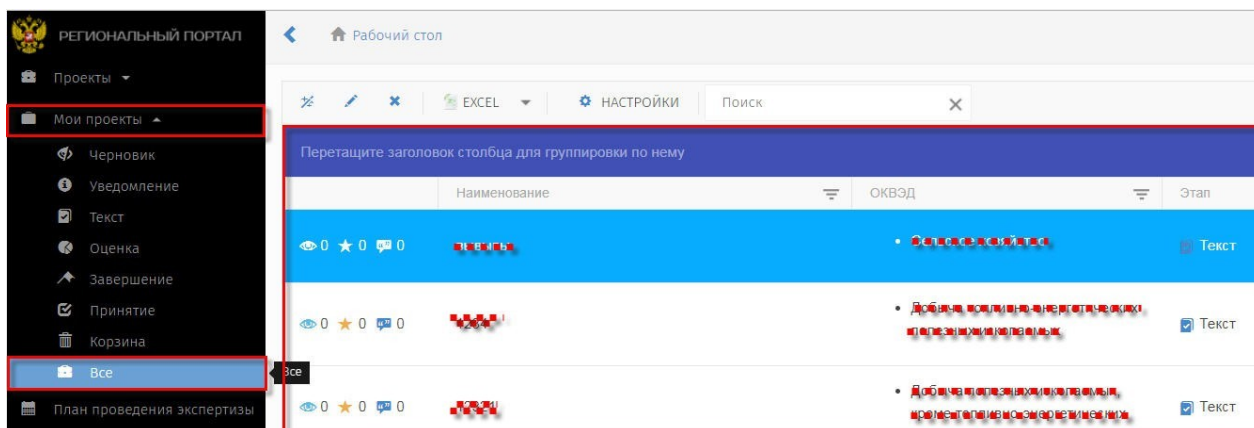 РЕГИОНАЛЬНЫЙ ПОРТАЛ
Рабочий стол
Проекты
EXCEL НАСТРОЙКИ Поиск
Мои проекты
Перетащите заголовок столбца для группировки по нему
Черновик
Уведомление
Наименование ОКВЭД Этап
Текст
Оценка
0 0 0 Текст
Завершение
Принятие
0 0 0 Текст
Корзина
Все
Все
План проведения экспертизы
0 0 0 Текст